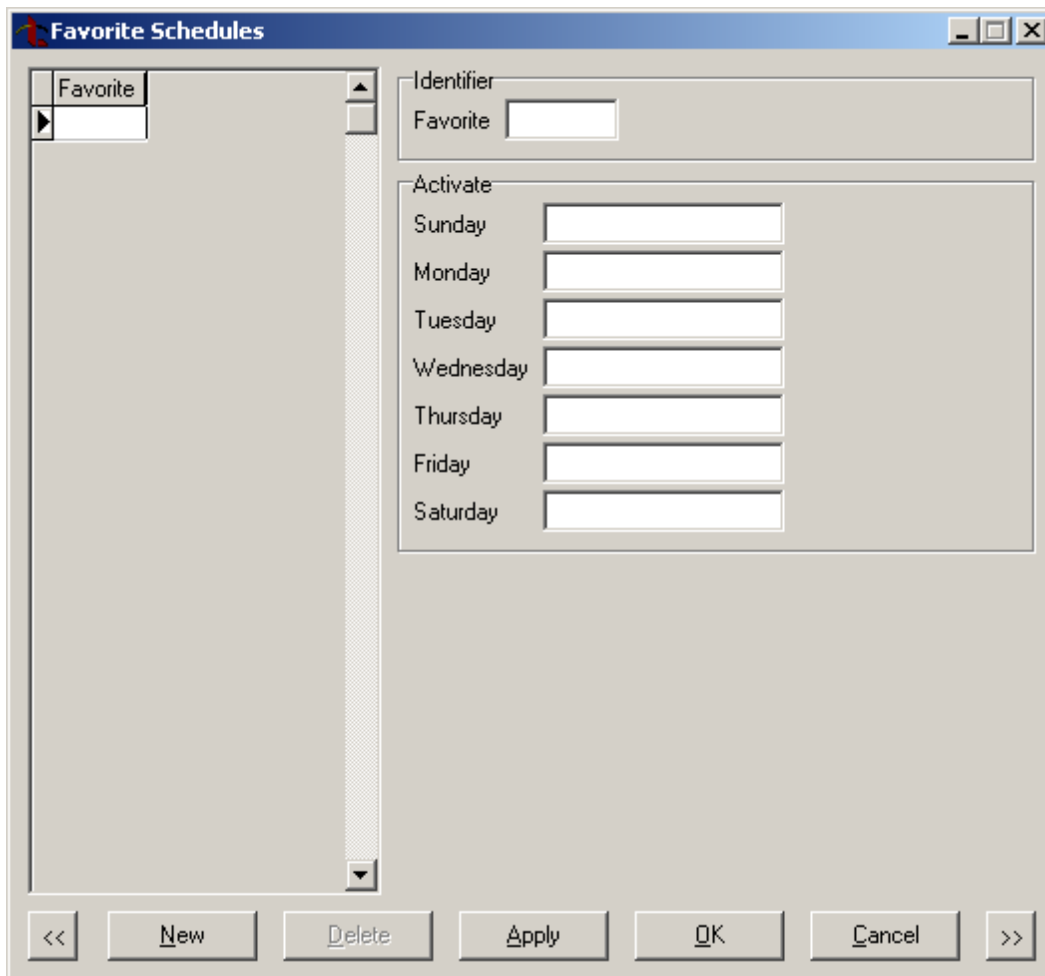 Favorite Schedules
Favorite
Identifier
Favorite
Activate
Sunday
Monday
Tuesday
Wednesday
Thursday
Friday
Saturday
<< New Delete Apply OK Cancel >>